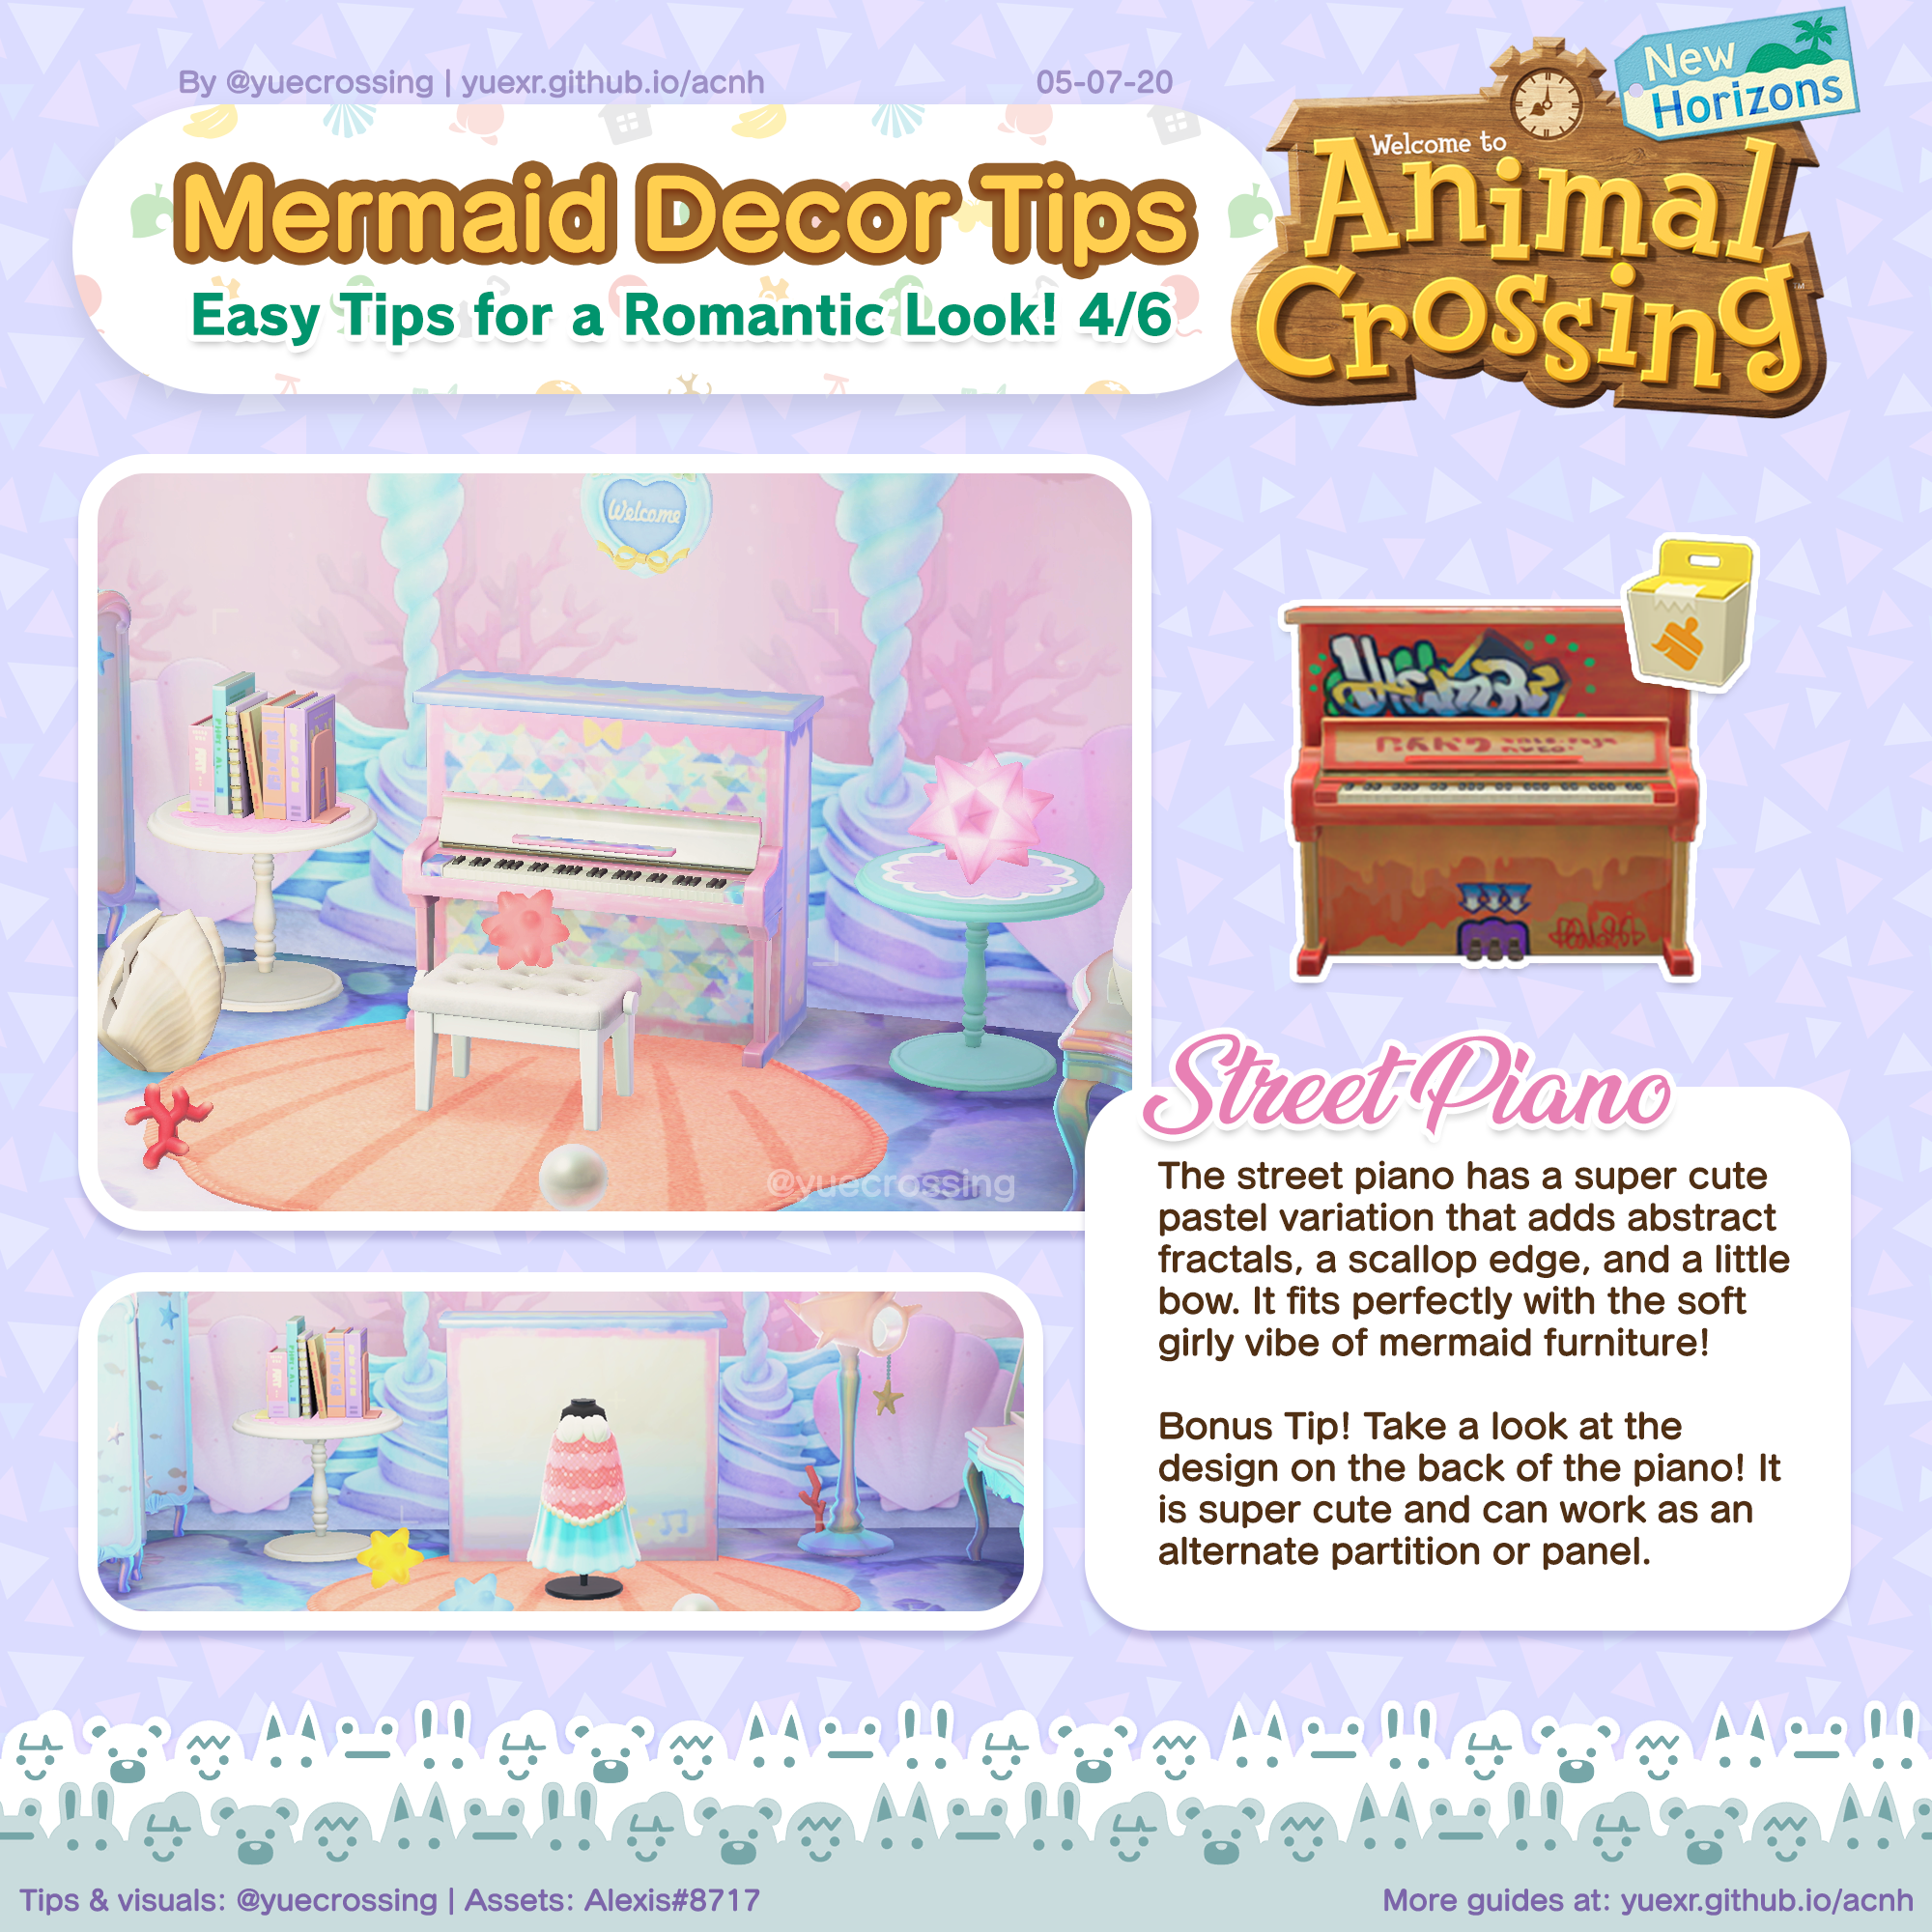 By @yuecrossing | yuexr.github.io/acnh
05-07-20
Mermaid Decor Tips
Easy Tips for a Romantic Look! 4/6
New
Horizons
Welcome to
Animal
Crossing
TM
Welcome
@yuecrossing
Street Piano
The street piano has a super cute
pastel variation that adds abstract
fractals, a scallop edge, and a little
bow. It fits perfectly with the soft
girly vibe of mermaid furniture!
Bonus Tip! Take a look at the
design on the back of the piano! It
is super cute and can work as an
alternate partition or panel.
Tips & visuals: @yuecrossing | Assets: Alexis#8717
More guides at: yuexr.github.io/acnh